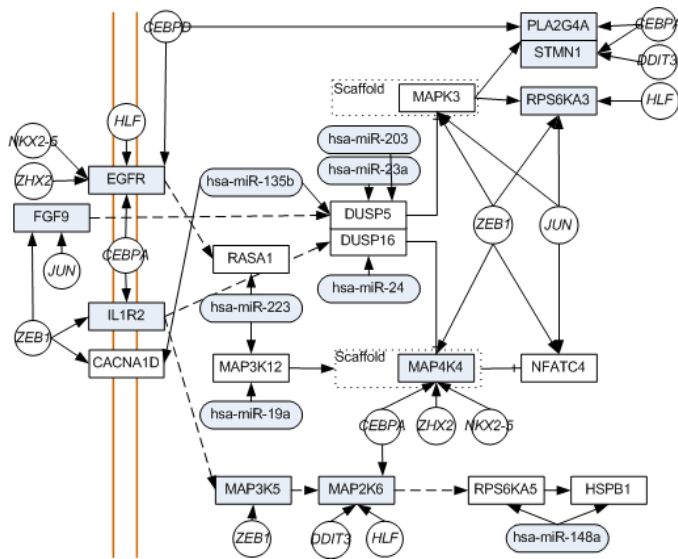 CEBPD
PLA2G4A
CEBPA
STMN1
DDIT3
Scaffold
MAPK3
RPS6KA3
HLF
HLF
NKX2-5
hsa-miR-203
hsa-miR-23a
ZHX2
EGFR
hsa-miR-135b
FGF9
DUSP5
DUSP16
ZEB1
JUN
JUN
CEBPA
RASA1
hsa-miR-24
IL1R2
hsa-miR-223
ZEB1
CACNA1D
MAP3K12
Scaffold
MAP4K4
NFATC4
hsa-miR-19a
CEBPA
ZHX2
NKX2-5
MAP3K5
MAP2K6
RPS6KA5
HSPB1
ZEB1
DDIT3
HLF
hsa-miR-148a